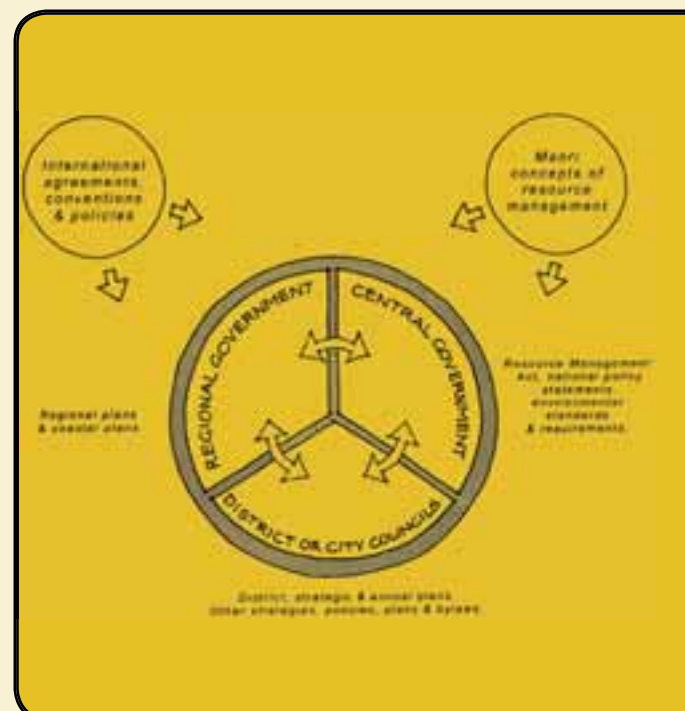 International
agreements,
conventions
& policies
Maori
concepts of
resource
management
REGIONAL GOVERNMENT
CENTRAL GOVERNMENT
DISTRICT OR CITY COUNCILS
Regional plans
& coastal plans.
Resource Management
Act, national policy
statements,
environmental
standards
& requirements.
District, strategic & annual plans.
Other strategies, policies, plans & bylaws.